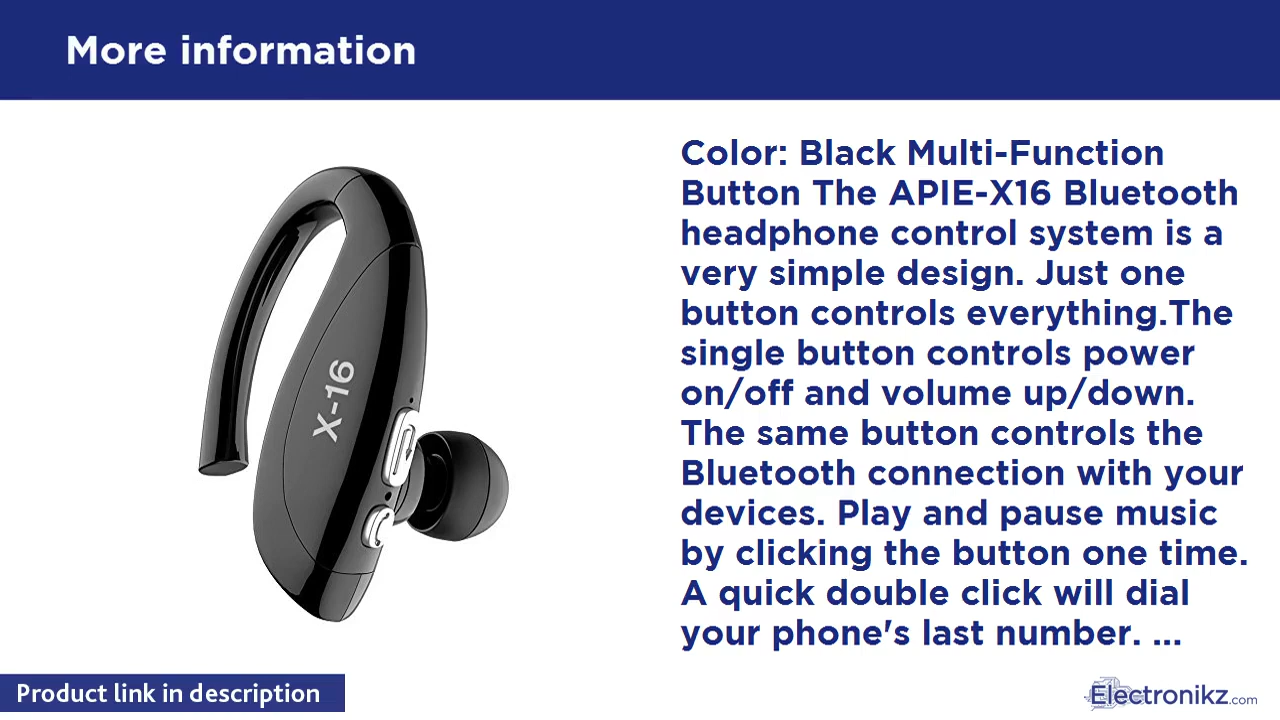 More information
Color: Black Multi-Function
Button The APIE-X16 Bluetooth
headphone control system is a
very simple design. Just one
button controls everything.The
single button controls power
on/off and volume up/down.
The same button controls the
Bluetooth connection with your
devices. Play and pause music
by clicking the button one time.
A quick double click will dial
your phone's last number. ...
X-16
Product link in description
Electronikz.com